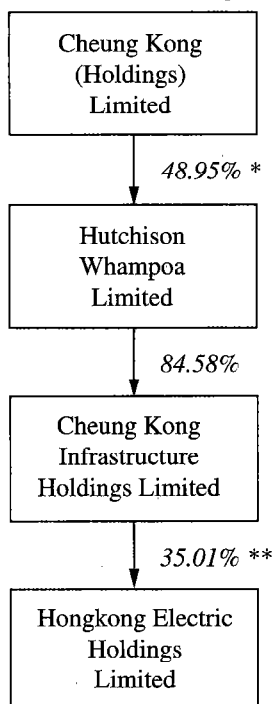 Cheung Kong
(Holdings)
Limited
48.95% *
Hutchison
Whampoa
Limited
84.58%
Cheung Kong
Infrastructure
Holdings Limited
35.01% **
Hongkong Electric
Holdings
Limited